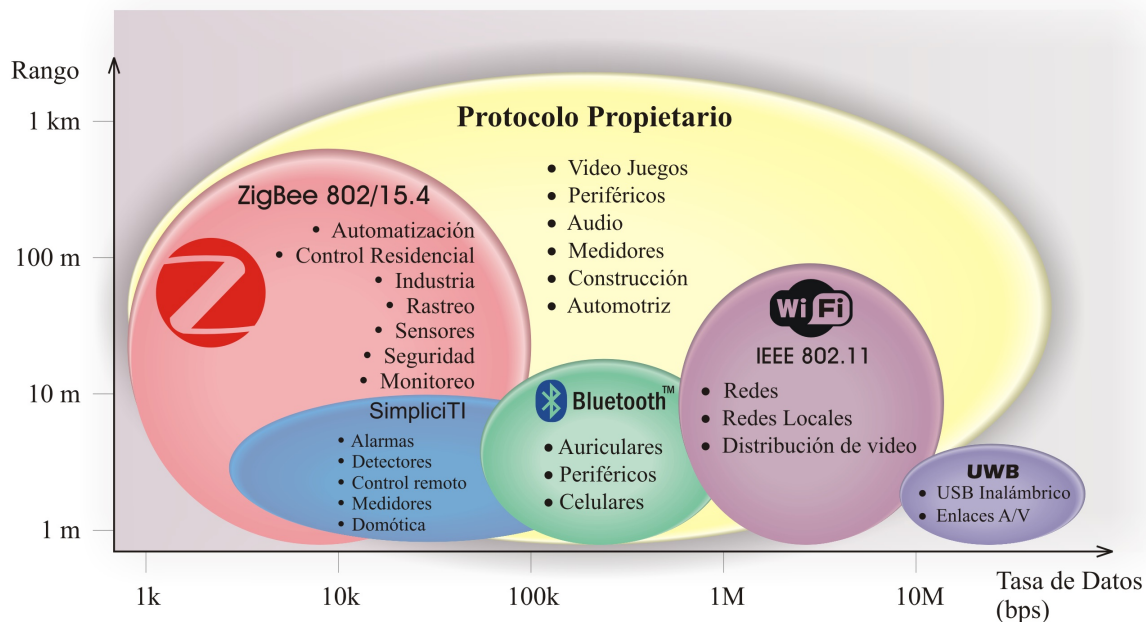 Rango
1 km
100 m
10 m
1 m
Protocolo Propietario
• Video Juegos
• Periféricos
• Audio
• Medidores
• Construcción
• Automotriz
ZigBee 802/15.4
• Automatización
• Control Residencial
• Industria
• Rastreo
• Sensores
• Seguridad
• Monitoreo
SimpliciTI
• Alarmas
• Detectores
• Control remoto
• Medidores
• Domótica
Bluetooth™
• Auriculares
• Periféricos
• Celulares
Wi Fi
IEEE 802.11
• Redes
• Redes Locales
• Distribución de video
UWB
• USB Inalámbrico
• Enlaces A/V
1k
10k
100k
1M
10M
Tasa de Datos
(bps)